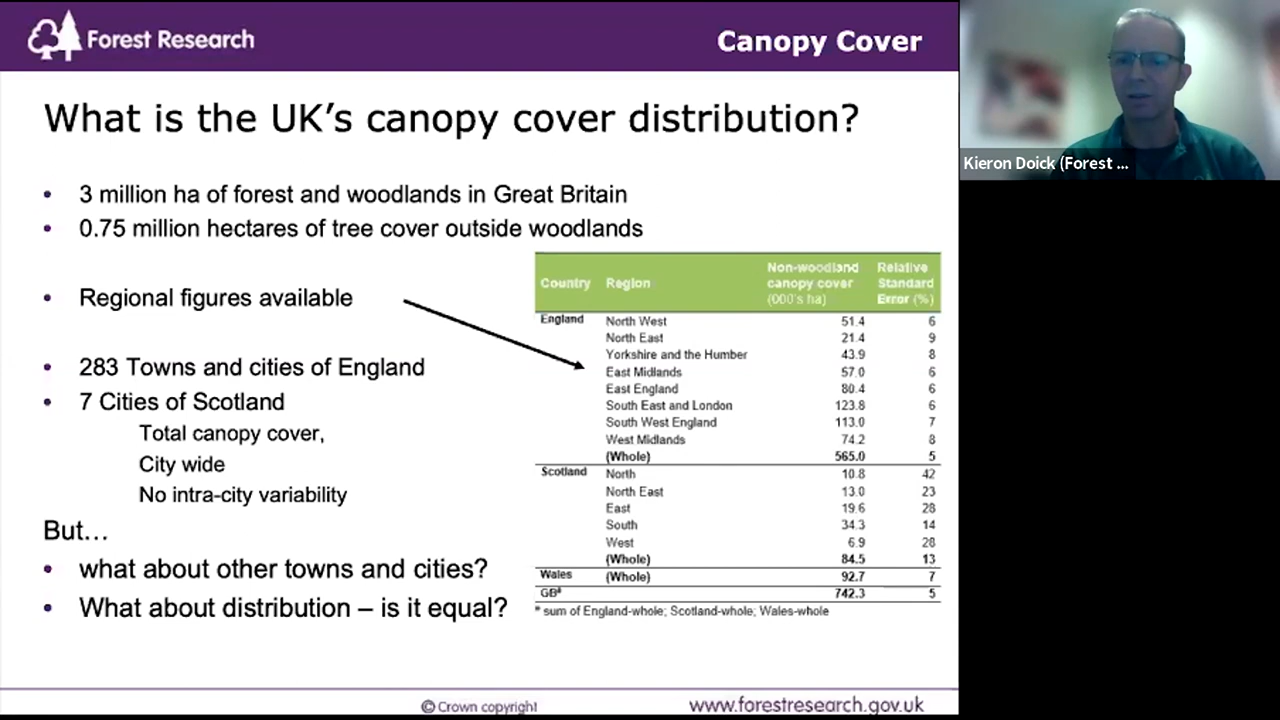 Forest Research
Canopy Cover
Kieron Doick (Forest ...
What is the UK's canopy cover distribution?
• 3 million ha of forest and woodlands in Great Britain
• 0.75 million hectares of tree cover outside woodlands
• Regional figures available
• 283 Towns and cities of England
• 7 Cities of Scotland
Total canopy cover,
City wide
No intra-city variability
But...
• what about other towns and cities?
• What about distribution – is it equal?
Country Region Non-woodland canopy cover (000's ha) Relative Standard Error (%)
England North West 51.4 6
North East 21.4 9
Yorkshire and the Humber 43.9 8
East Midlands 57.0 6
East England 80.4 6
South East and London 123.8 6
South West England 113.0 7
West Midlands 74.2 8
(Whole) 565.0 5
Scotland North 10.8 42
North East 13.0 23
East 19.6 28
South 34.3 14
West 6.9 28
(Whole) 84.5 13
Wales (Whole) 92.7 7
GB# 742.3 5
# sum of England-whole; Scotland-whole; Wales-whole
© Crown copyright
www.forestresearch.gov.uk